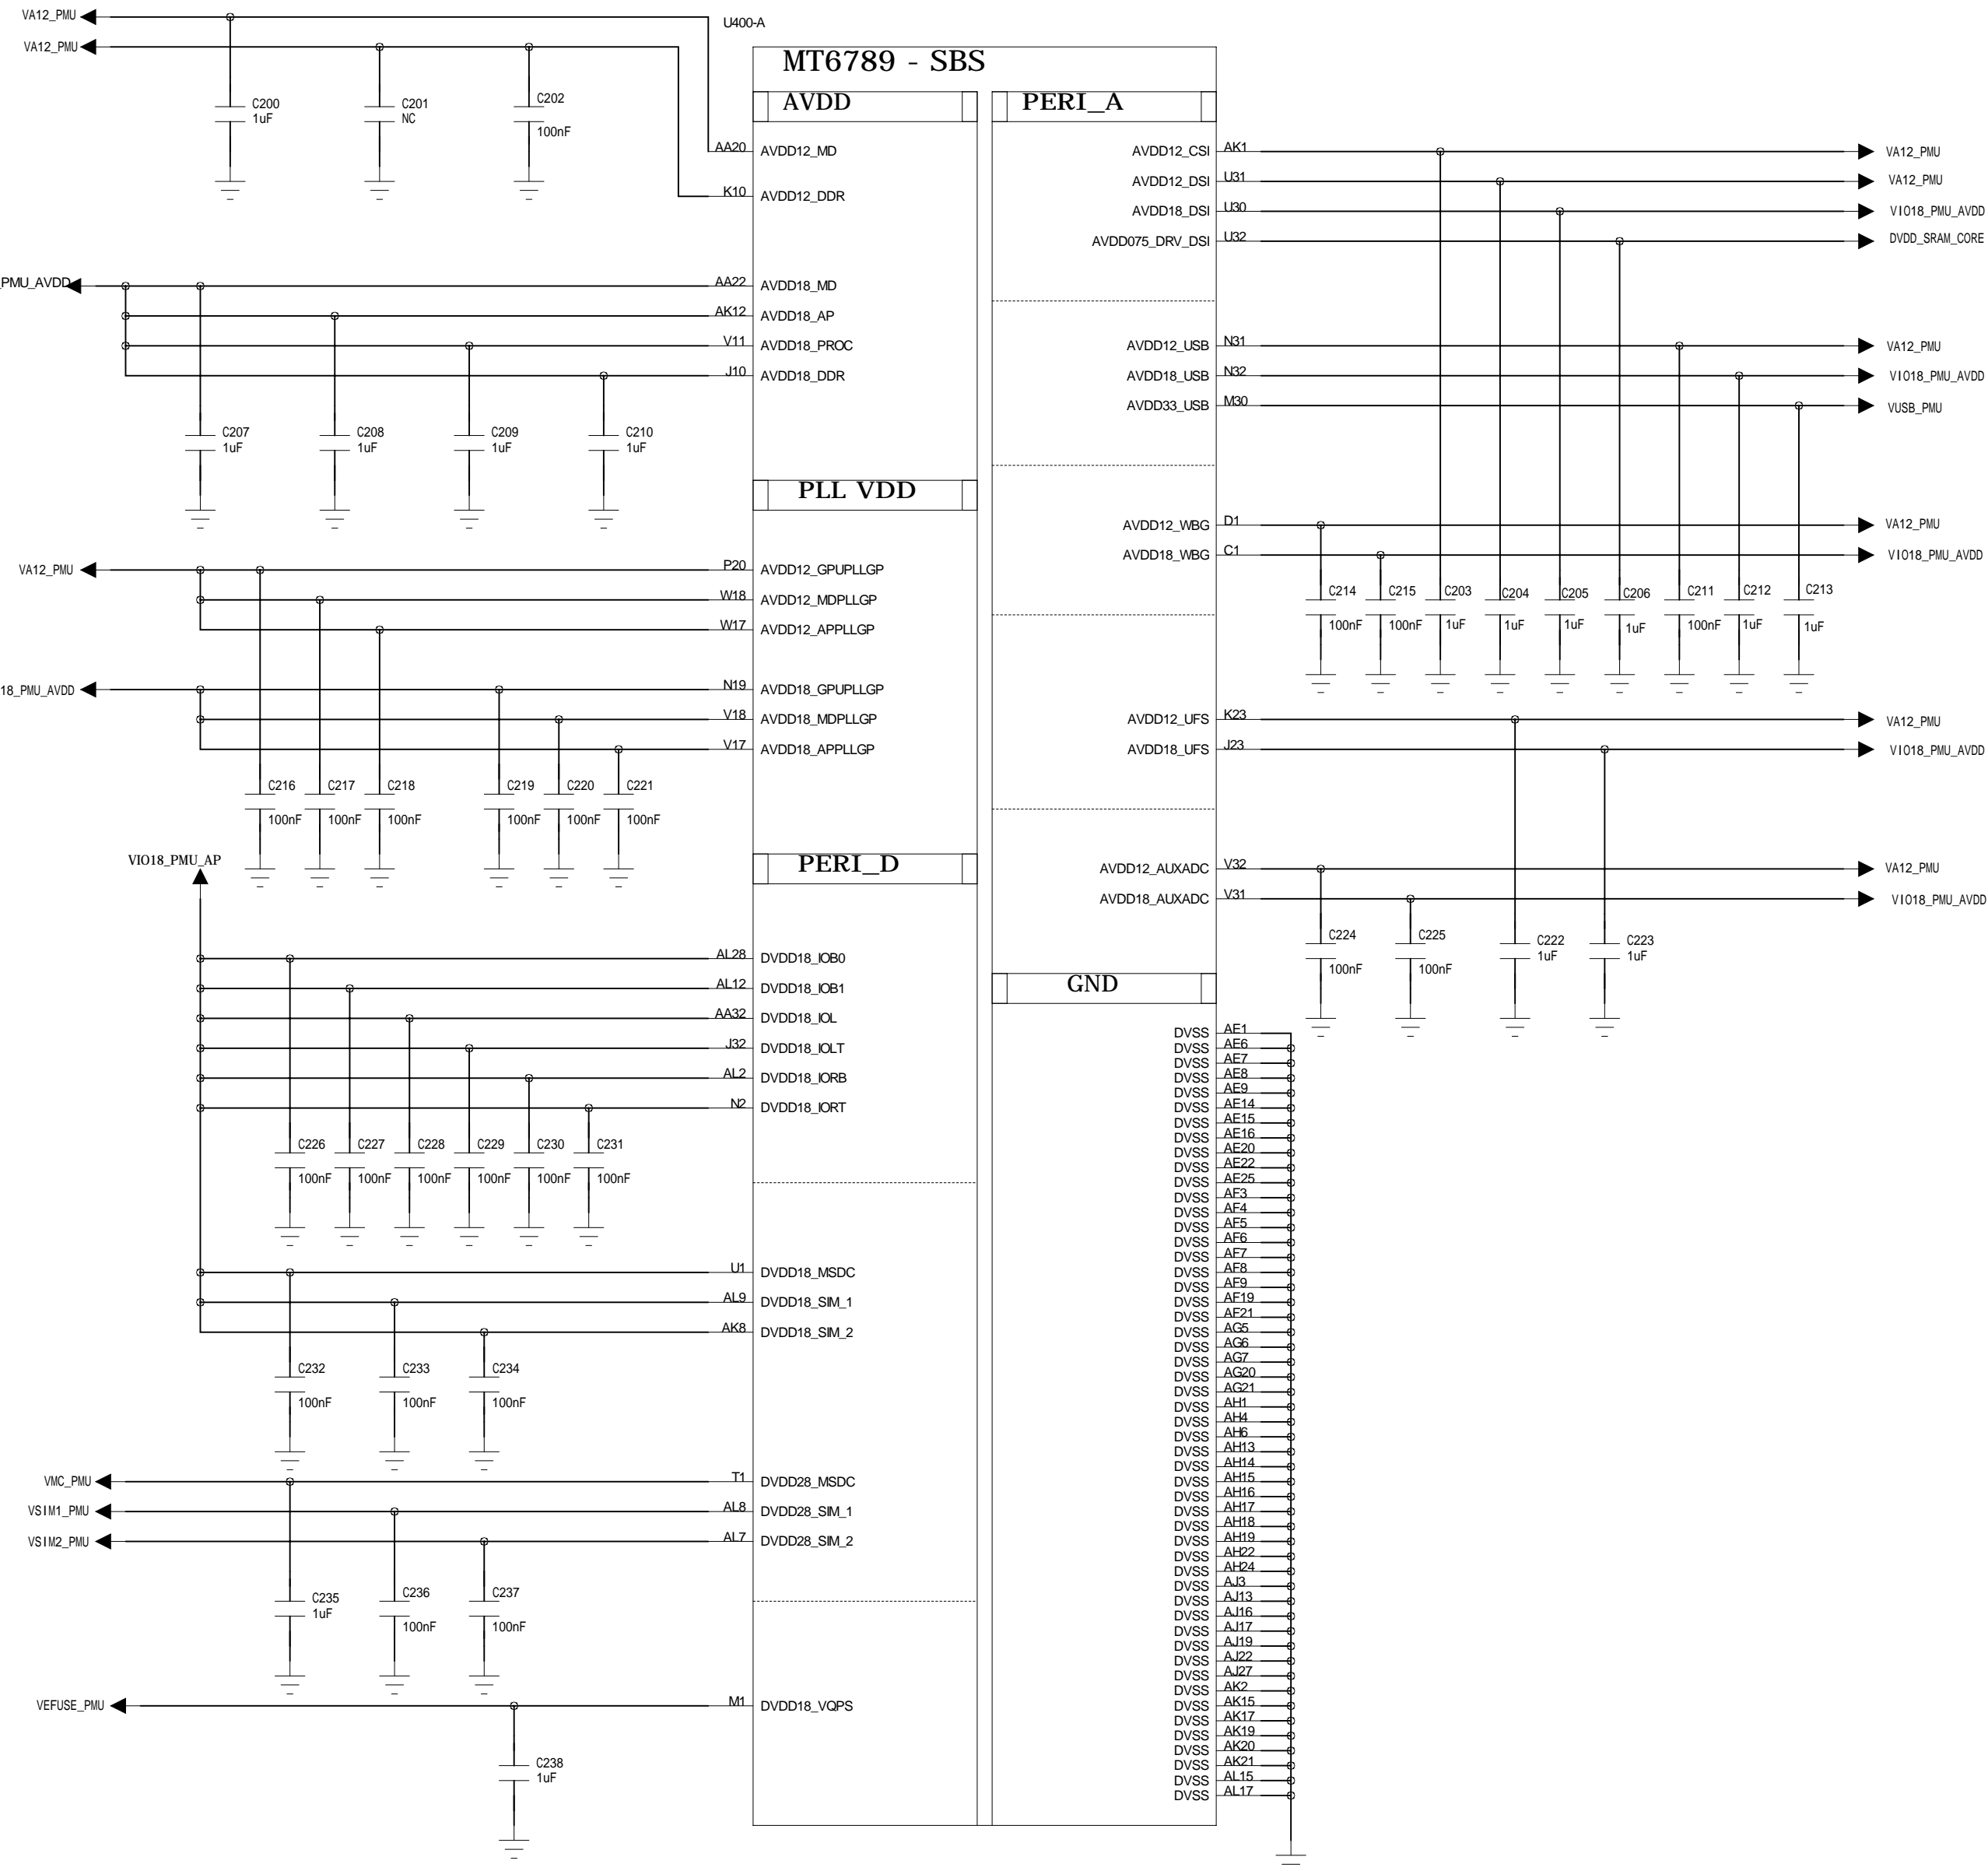 VA12_PMU
VA12_PMU
U400-A
MT6789 - SBS
AVDD
PERI_A
C200
1uF
C201
NC
C202
100nF
AA20 AVDD12_MD
K10 AVDD12_DDR
AVDD12_CSI AK1 VA12_PMU
AVDD12_DSI U31 VA12_PMU
AVDD18_DSI U30 VIO18_PMU_AVDD
AVDD075_DRV_DSI U32 DVDD_SRAM_CORE
_PMU_AVDD
AA22 AVDD18_MD
AK12 AVDD18_AP
V11 AVDD18_PROC
J10 AVDD18_DDR
AVDD12_USB N31 VA12_PMU
AVDD18_USB N32 VIO18_PMU_AVDD
AVDD33_USB M30 VUSB_PMU
C207
1uF
C208
1uF
C209
1uF
C210
1uF
PLL VDD
AVDD12_WBG D1 VA12_PMU
AVDD18_WBG C1 VIO18_PMU_AVDD
VA12_PMU
P20 AVDD12_GPUPLLGP
W18 AVDD12_MDPLLGP
W17 AVDD12_APPLLGP
C214
100nF
C215
100nF
C203
1uF
C204
1uF
C205
1uF
C206
1uF
C211
100nF
C212
1uF
C213
1uF
18_PMU_AVDD
N19 AVDD18_GPUPLLGP
V18 AVDD18_MDPLLGP
V17 AVDD18_APPLLGP
AVDD12_UFS K23 VA12_PMU
AVDD18_UFS J23 VIO18_PMU_AVDD
C216
100nF
C217
100nF
C218
100nF
C219
100nF
C220
100nF
C221
100nF
VIO18_PMU_AP
PERI_D
AVDD12_AUXADC V32 VA12_PMU
AVDD18_AUXADC V31 VIO18_PMU_AVDD
C224
100nF
C225
100nF
C222
1uF
C223
1uF
AL28 DVDD18_IOB0
AL12 DVDD18_IOB1
AA32 DVDD18_IOL
J32 DVDD18_IOLT
AL2 DVDD18_IORB
N2 DVDD18_IORT
C226
100nF
C227
100nF
C228
100nF
C229
100nF
C230
100nF
C231
100nF
U1 DVDD18_MSDC
AL9 DVDD18_SIM_1
AK8 DVDD18_SIM_2
C232
100nF
C233
100nF
C234
100nF
VMC_PMU T1 DVDD28_MSDC
VSIM1_PMU AL8 DVDD28_SIM_1
VSIM2_PMU AL7 DVDD28_SIM_2
C235
1uF
C236
100nF
C237
100nF
VEFUSE_PMU M1 DVDD18_VQPS
C238
1uF
GND
DVSS AE1
DVSS AE6
DVSS AE7
DVSS AE8
DVSS AE9
DVSS AE14
DVSS AE15
DVSS AE16
DVSS AE20
DVSS AE22
DVSS AE25
DVSS AF3
DVSS AF4
DVSS AF5
DVSS AF6
DVSS AF7
DVSS AF8
DVSS AF9
DVSS AF19
DVSS AF21
DVSS AG5
DVSS AG6
DVSS AG7
DVSS AG20
DVSS AG21
DVSS AH1
DVSS AH4
DVSS AH6
DVSS AH13
DVSS AH14
DVSS AH15
DVSS AH16
DVSS AH17
DVSS AH18
DVSS AH19
DVSS AH22
DVSS AH24
DVSS AJ3
DVSS AJ13
DVSS AJ16
DVSS AJ17
DVSS AJ19
DVSS AJ22
DVSS AJ27
DVSS AK2
DVSS AK15
DVSS AK17
DVSS AK19
DVSS AK20
DVSS AK21
DVSS AL15
DVSS AL17